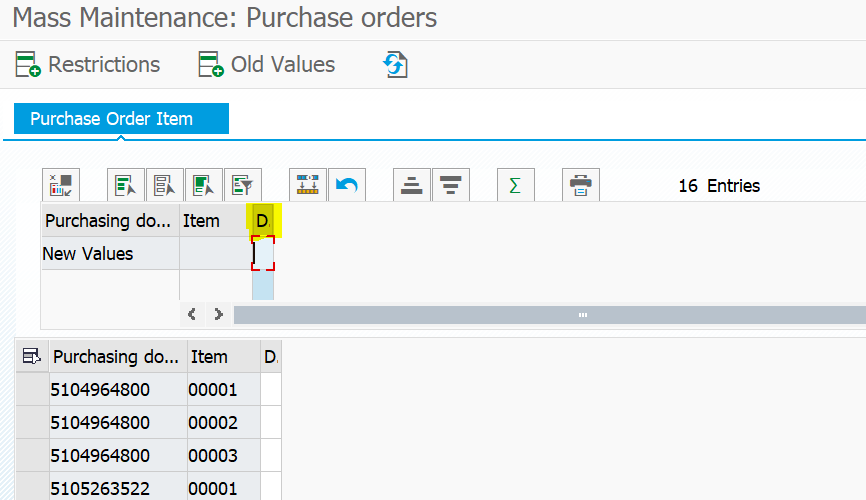 Mass Maintenance: Purchase orders
Restrictions Old Values
Purchase Order Item
Σ 16 Entries
Purchasing do... Item D.
New Values
Purchasing do... Item D.
5104964800 00001
5104964800 00002
5104964800 00003
5105263522 00001